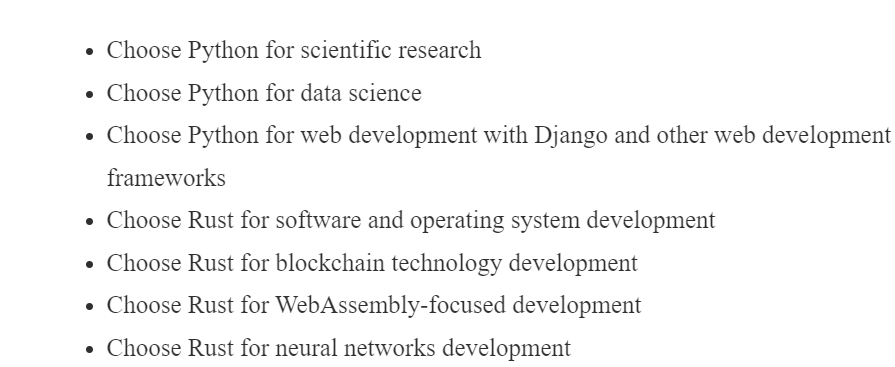 • Choose Python for scientific research
• Choose Python for data science
• Choose Python for web development with Django and other web development
frameworks
• Choose Rust for software and operating system development
• Choose Rust for blockchain technology development
• Choose Rust for WebAssembly-focused development
• Choose Rust for neural networks development